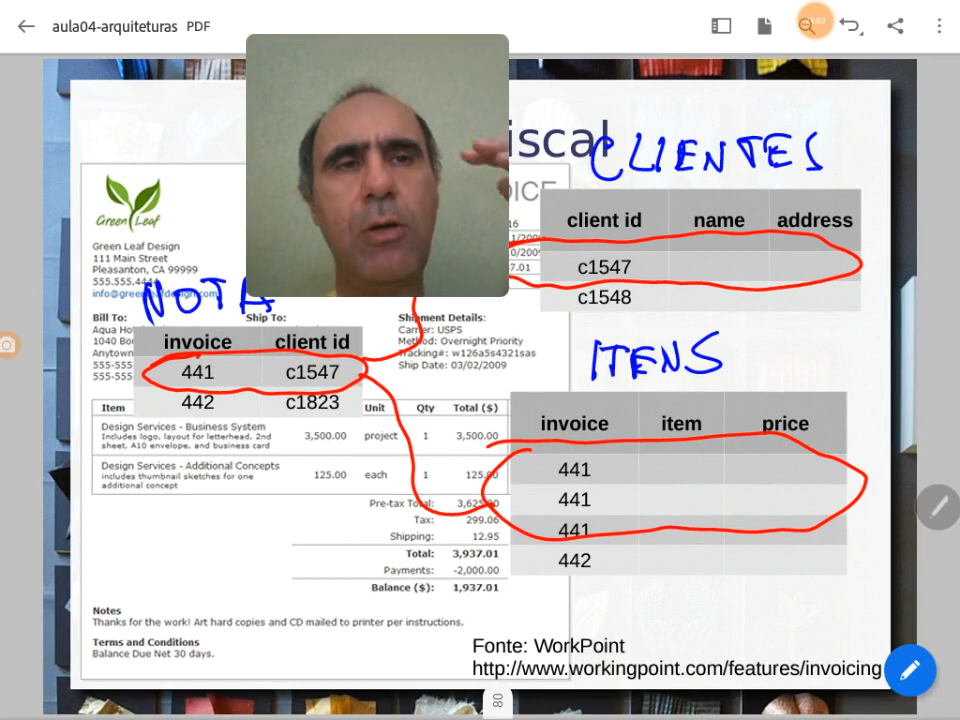 aula04-arquiteturas PDF
iscal
CLIENTES
OICE
Green Leaf
Green Leaf Design
111 Main Street
Pleasanton, CA 99999
client id name address
c1547
c1548
NOTA
Bill To: Ship To: Shipment Details:
Carrier: USPS
Method: Overnight Priority
Tracking#: w126a5s4321sas
Ship Date: 03/02/2009
invoice client id
441 c1547
442 c1823
ITENS
invoice item price
441
441
441
442
Item Unit Qty Total ($)
Design Services - Business System
Includes logo, layout for letterhead, 2nd
sheet, A10 envelope, and business card
3,500.00 project 1 3,500.00
Design Services - Additional Concepts
includes thumbnail sketches for one
additional concept
125.00 each 1 125.00
Pre-tax Total: 3,625.00
Tax: 299.06
Shipping: 12.95
Total: 3,937.01
Payments: -2,000.00
Balance ($): 1,937.01
Notes
Thanks for the work! Art hard copies and CD mailed to printer per instructions.
Terms and Conditions
Balance Due Net 30 days.
Fonte: WorkPoint
http://www.workingpoint.com/features/invoicing
80